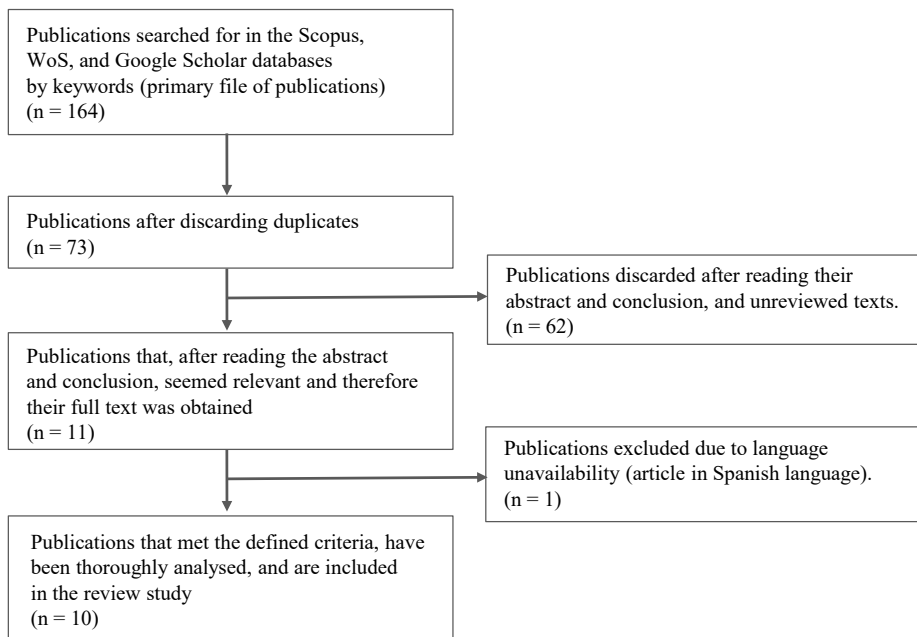 Publications searched for in the Scopus,
WoS, and Google Scholar databases
by keywords (primary file of publications)
(n = 164)
Publications after discarding duplicates
(n = 73)
Publications discarded after reading their
abstract and conclusion, and unreviewed texts.
(n = 62)
Publications that, after reading the abstract
and conclusion, seemed relevant and therefore
their full text was obtained
(n = 11)
Publications excluded due to language
unavailability (article in Spanish language).
(n = 1)
Publications that met the defined criteria, have
been thoroughly analysed, and are included
in the review study
(n = 10)